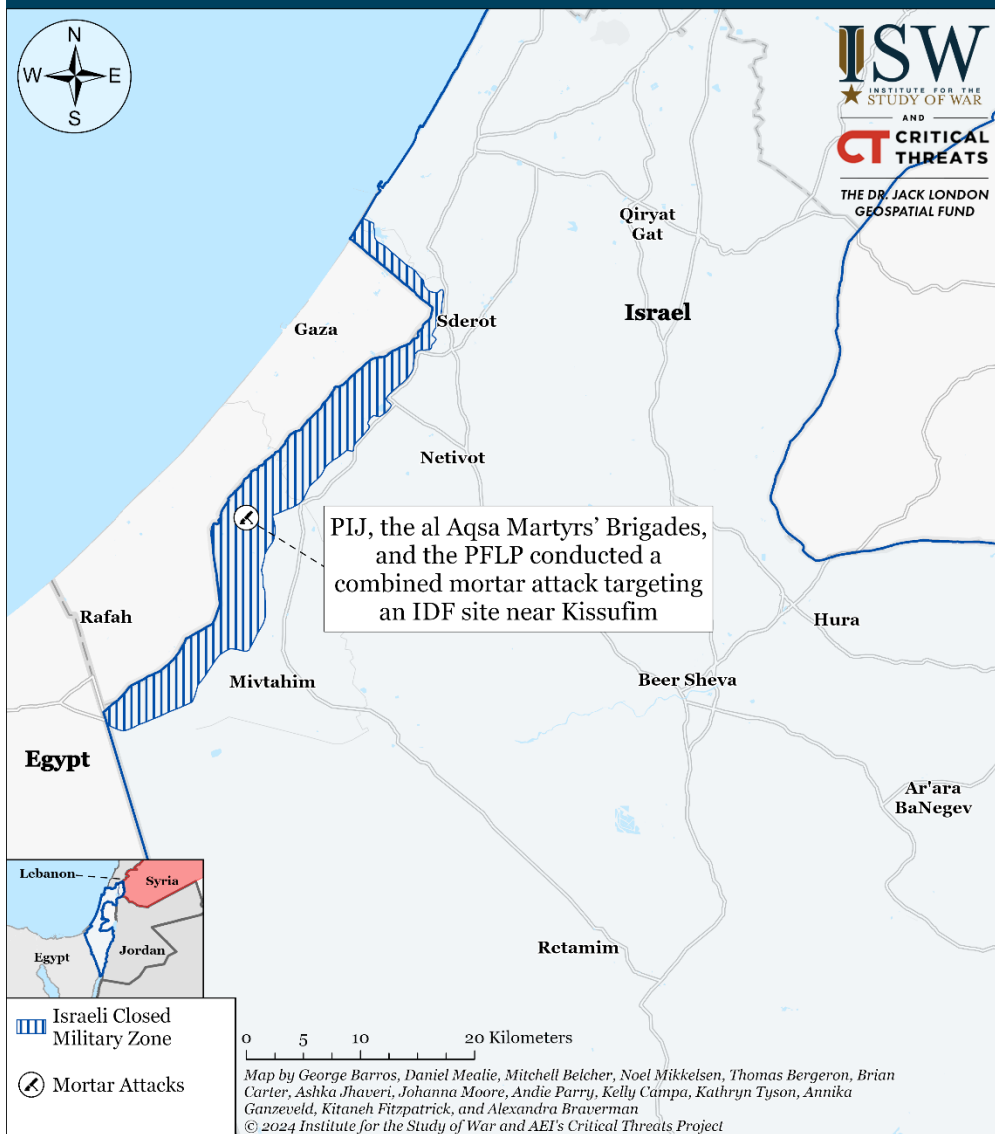 N
W
E
S
ISW
INSTITUTE FOR THE
STUDY OF WAR
AND
CT CRITICAL
THREATS
THE DR. JACK LONDON
GEOSPATIAL FUND
Qiryat
Gat
Israel
Gaza
Sderot
Netivot
PIJ, the al Aqsa Martyrs' Brigades,
and the PFLP conducted a
combined mortar attack targeting
an IDF site near Kissufim
Rafah
Hura
Mivtahim
Beer Sheva
Egypt
Ar'ara
BaNegev
Lebanon
Syria
Egypt
Jordan
Retamim
Israeli Closed
Military Zone
Mortar Attacks
0 5 10 20 Kilometers
Map by George Barros, Daniel Mealie, Mitchell Belcher, Noel Mikkelsen, Thomas Bergeron, Brian
Carter, Ashka Jhaveri, Johanna Moore, Andie Parry, Kelly Campa, Kathryn Tyson, Annika
Ganzeveld, Kitaneh Fitzpatrick, and Alexandra Braverman
© 2024 Institute for the Study of War and AEI's Critical Threats Project